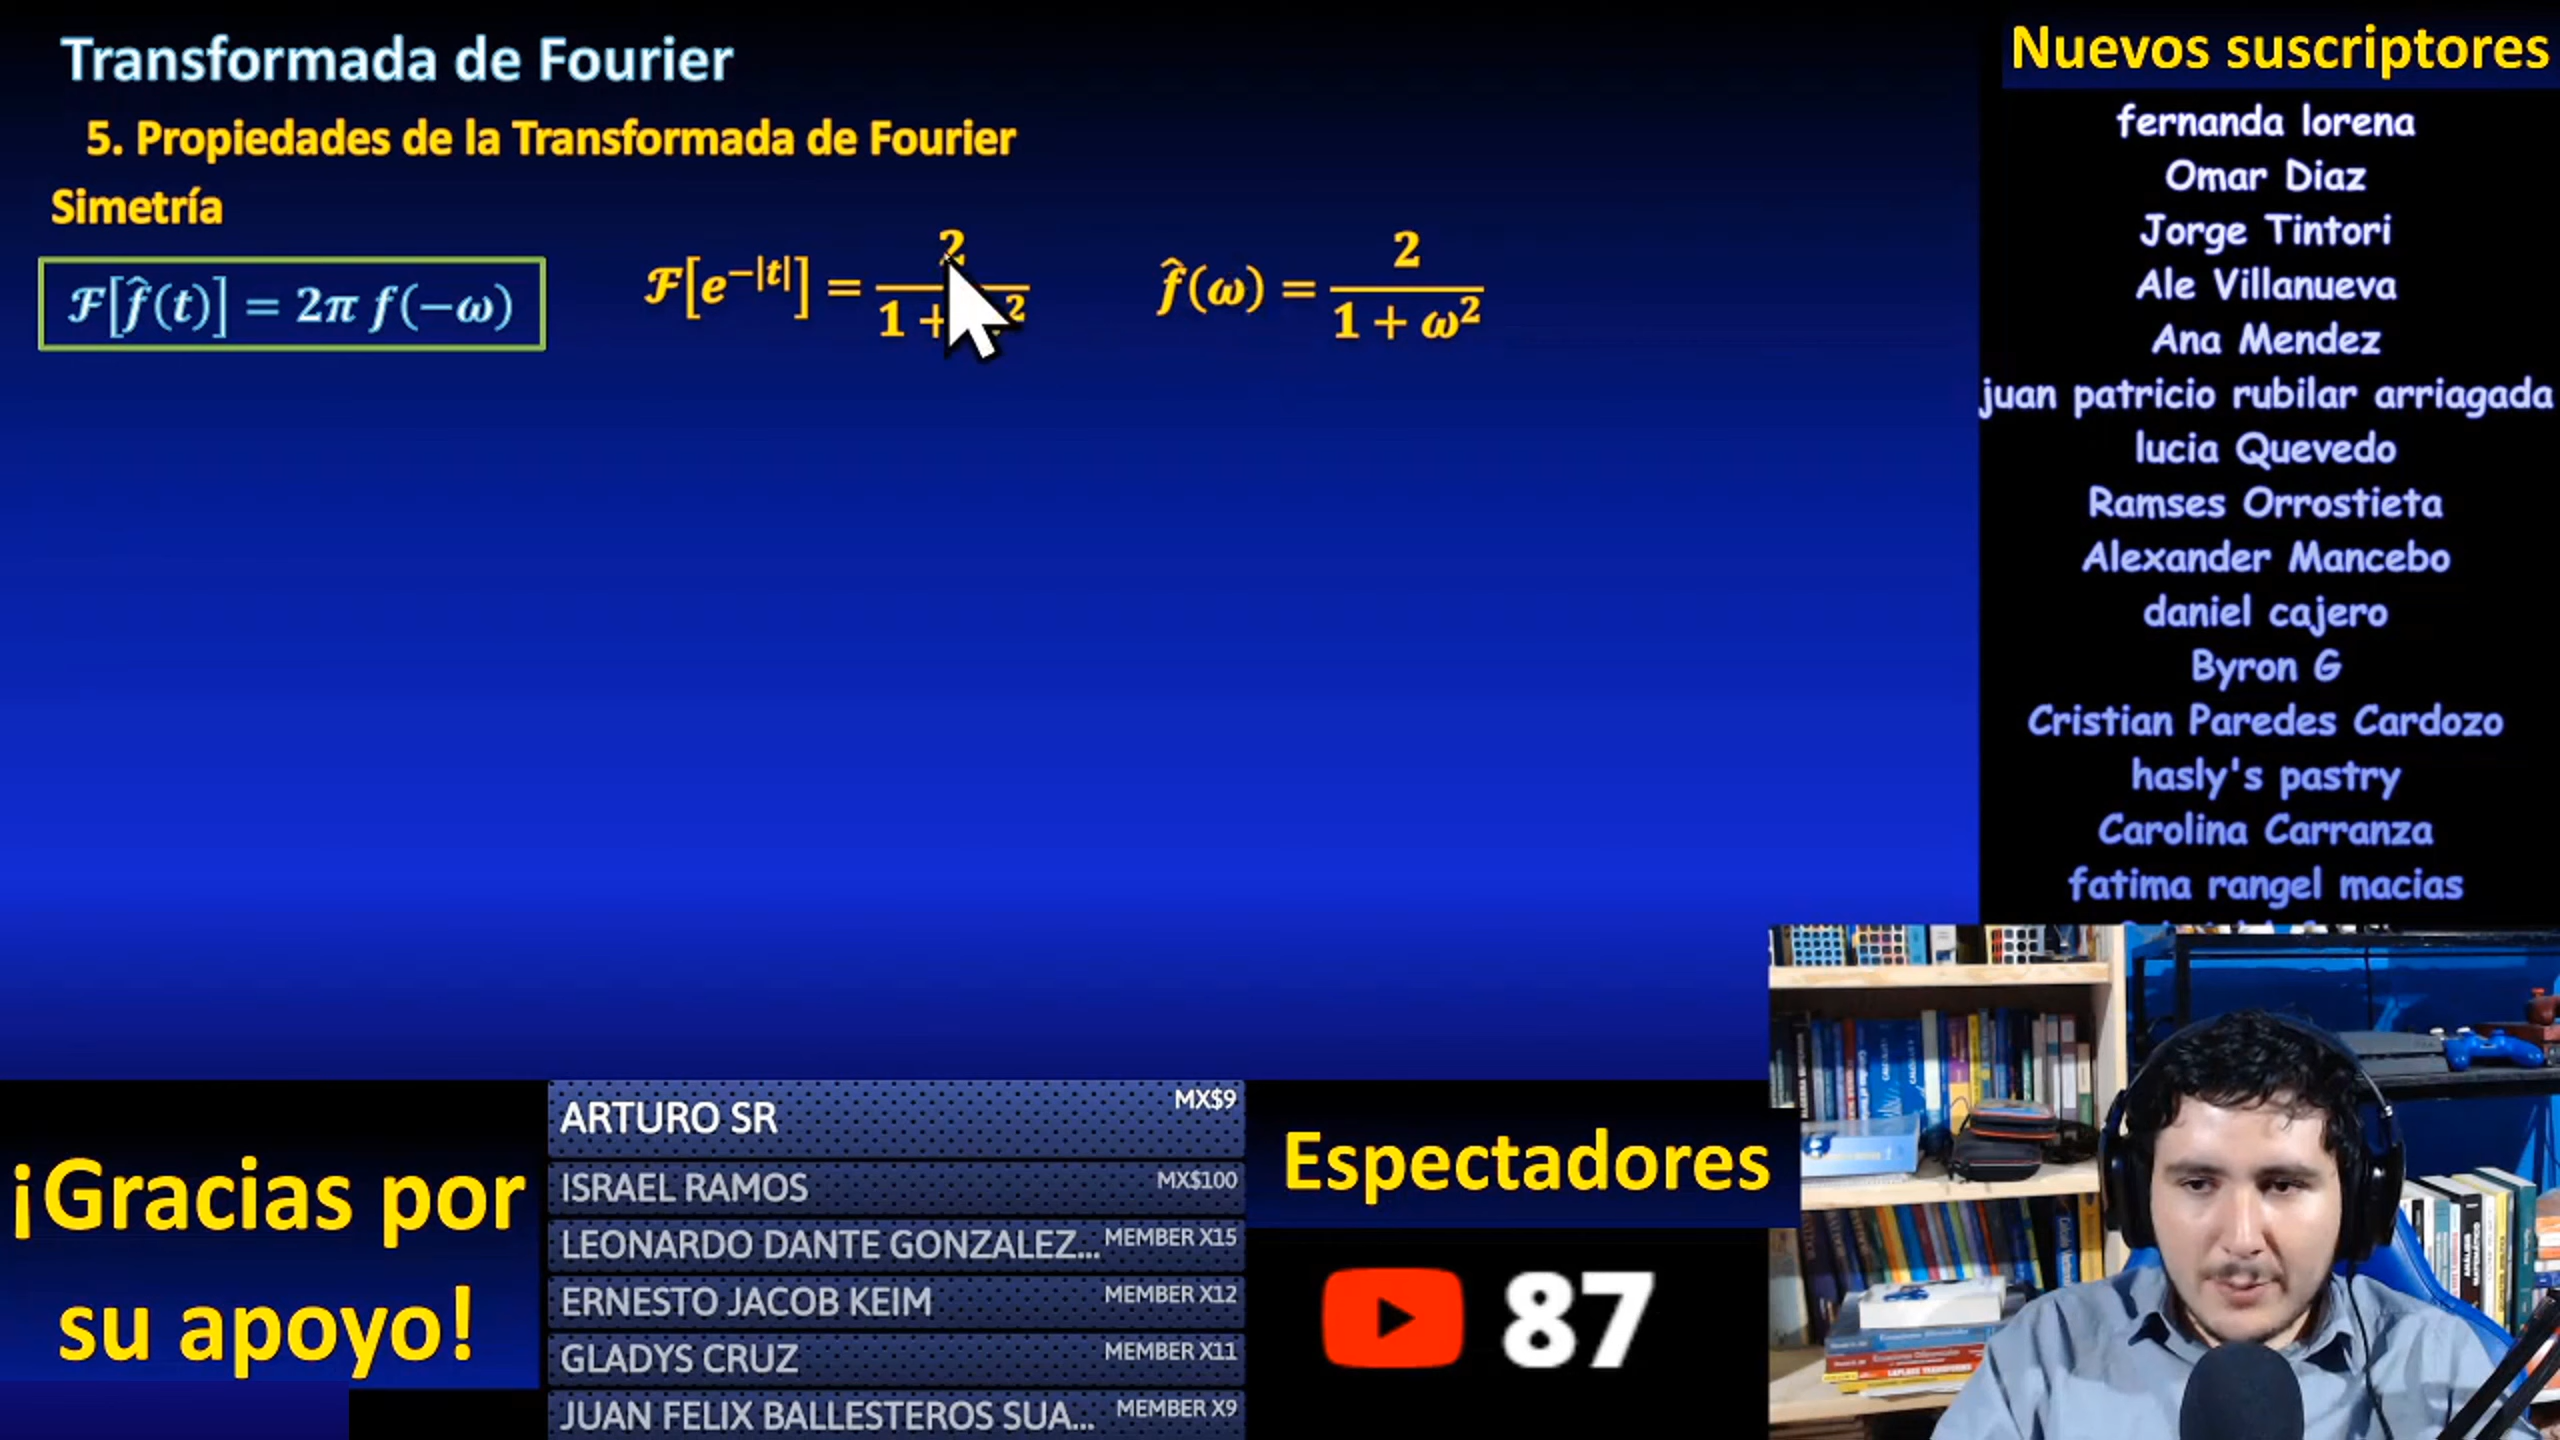 Transformada de Fourier
5. Propiedades de la Transformada de Fourier
Simetría
ℱ[f̂(t)] = 2π f(−ω)
ℱ[e^{−|t|}] = 2 / 1 + ²
f̂(ω) = 2 / 1 + ω²
Nuevos suscriptores
fernanda lorena
Omar Diaz
Jorge Tintori
Ale Villanueva
Ana Mendez
juan patricio rubilar arriagada
lucia Quevedo
Ramses Orrostieta
Alexander Mancebo
daniel cajero
Byron G
Cristian Paredes Cardozo
hasly's pastry
Carolina Carranza
fatima rangel macias
¡Gracias por
su apoyo!
ARTURO SR MX$9
ISRAEL RAMOS MX$100
LEONARDO DANTE GONZALEZ... MEMBER X15
ERNESTO JACOB KEIM MEMBER X12
GLADYS CRUZ MEMBER X11
JUAN FELIX BALLESTEROS SUA... MEMBER X9
Espectadores
87